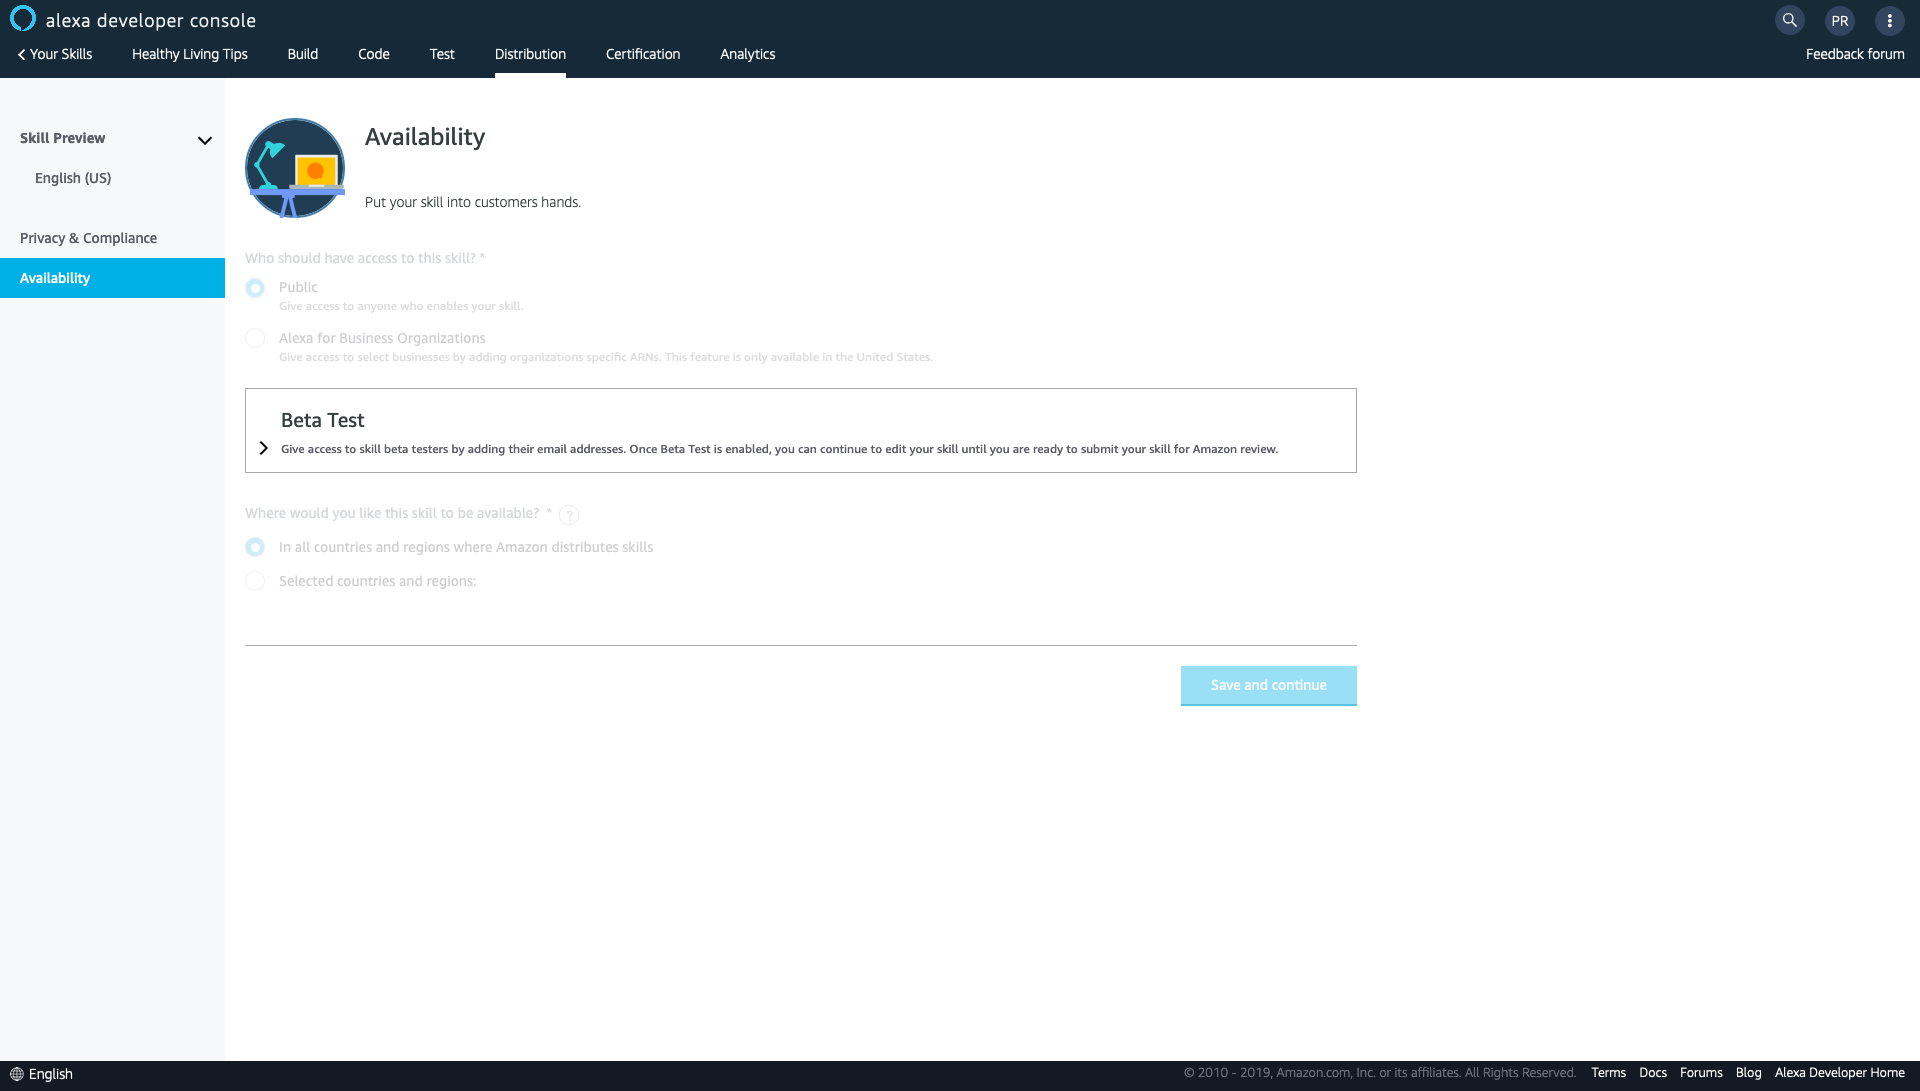 alexa developer console
PR
Your Skills
Healthy Living Tips
Build
Code
Test
Distribution
Certification
Analytics
Feedback forum
Skill Preview
English (US)
Privacy & Compliance
Availability
Availability
Put your skill into customers hands.
Who should have access to this skill? *
Public
Give access to anyone who enables your skill.
Alexa for Business Organizations
Give access to select businesses by adding organizations specific ARNs. This feature is only available in the United States.
Beta Test
Give access to skill beta testers by adding their email addresses. Once Beta Test is enabled, you can continue to edit your skill until you are ready to submit your skill for Amazon review.
Where would you like this skill to be available? * ?
In all countries and regions where Amazon distributes skills
Selected countries and regions:
Save and continue
English
© 2010 - 2019, Amazon.com, Inc. or its affiliates. All Rights Reserved.
Terms
Docs
Forums
Blog
Alexa Developer Home